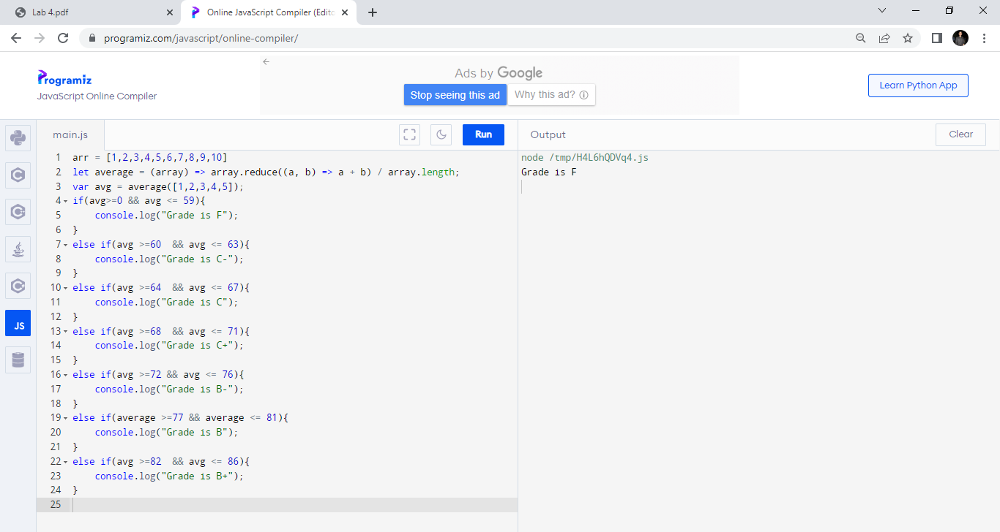 Lab 4.pdf
Online JavaScript Compiler (Edito
programiz.com/javascript/online-compiler/
Ads by Google
Stop seeing this ad
Why this ad?
Programiz
JavaScript Online Compiler
Learn Python App
main.js
Run
Output
Clear
1 arr = [1,2,3,4,5,6,7,8,9,10]
2 let average = (array) => array.reduce((a, b) => a + b) / array.length;
3 var avg = average([1,2,3,4,5]);
4 if(avg>=0 && avg <= 59){
5     console.log("Grade is F");
6 }
7 else if(avg >=60  && avg <= 63){
8     console.log("Grade is C-");
9 }
10 else if(avg >=64  && avg <= 67){
11     console.log("Grade is C");
12 }
13 else if(avg >=68  && avg <= 71){
14     console.log("Grade is C+");
15 }
16 else if(avg >=72 && avg <= 76){
17     console.log("Grade is B-");
18 }
19 else if(average >=77 && average <= 81){
20     console.log("Grade is B");
21 }
22 else if(avg >=82  && avg <= 86){
23     console.log("Grade is B+");
24 }
25
node /tmp/H4L6hQDVq4.js
Grade is F
JS